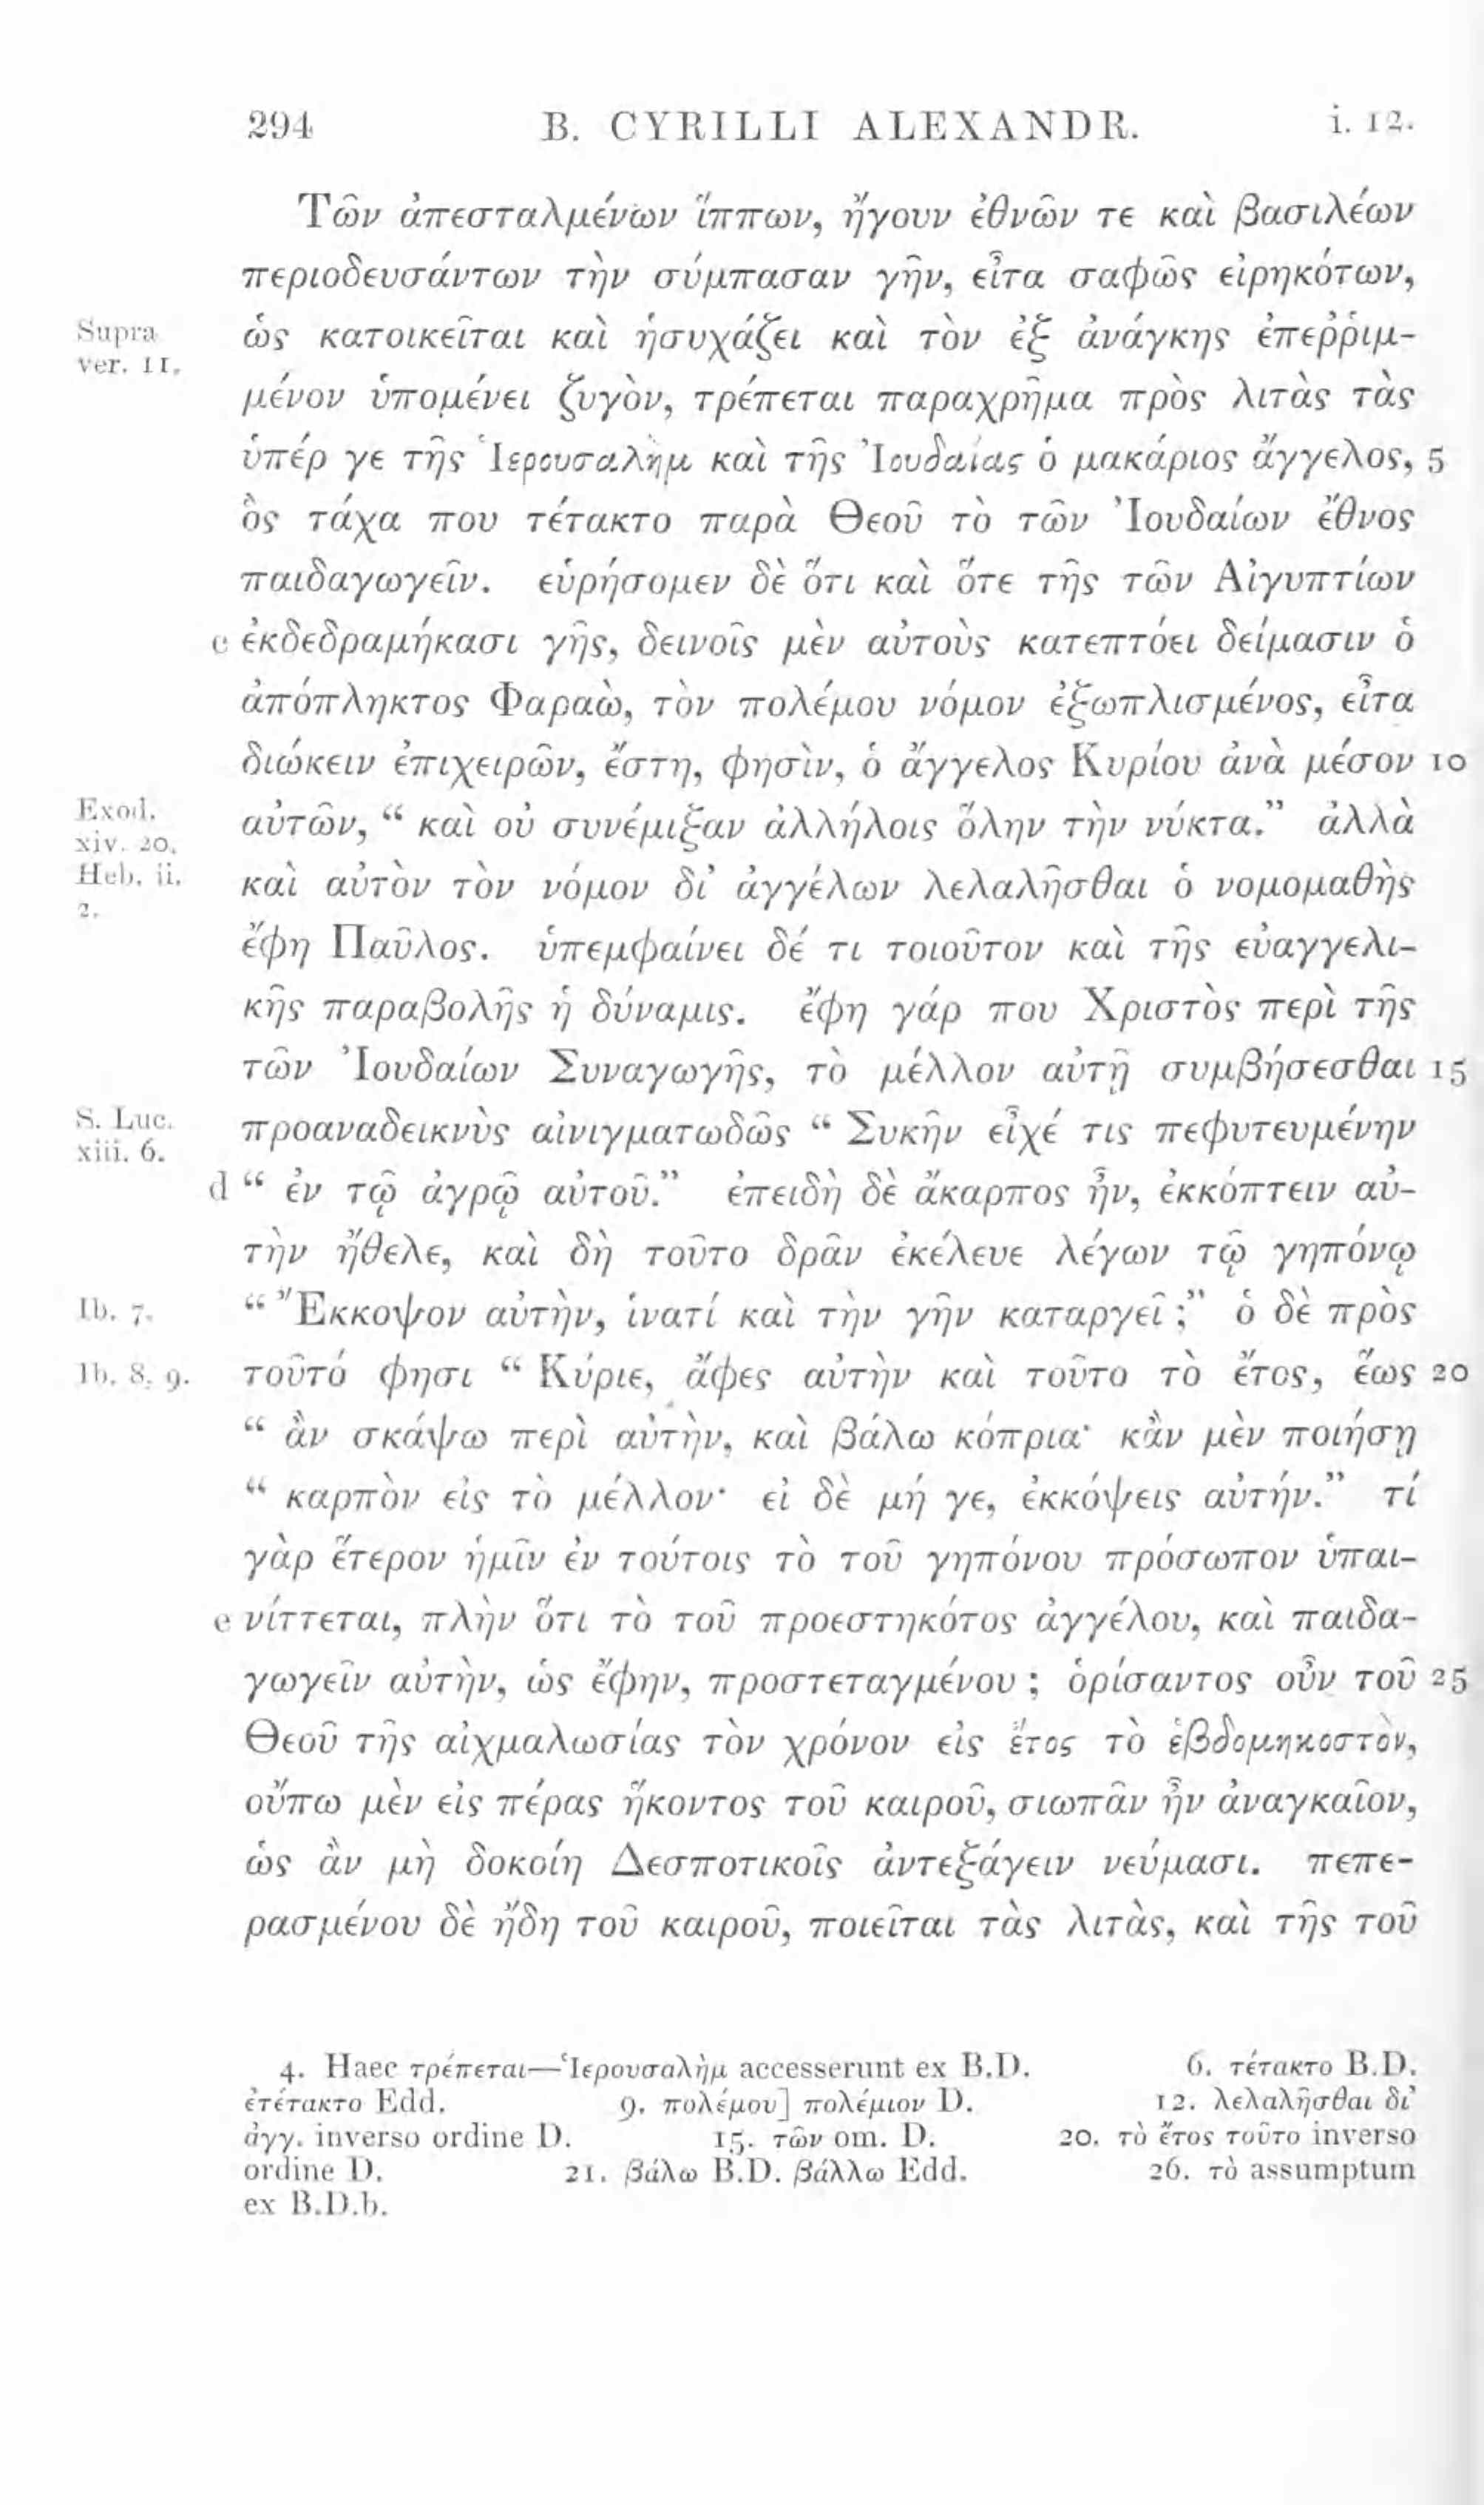 294 B. CYRILLI ALEXANDR. i. 12.
Τῶν ἀπεσταλμένων ἵππων, ἤγουν ἐθνῶν τε καὶ βασιλέων
περιοδευσάντων τὴν σύμπασαν γῆν, εἶτα σαφῶς εἰρηκότων,
Supra ver. 11. ὡς κατοικεῖται καὶ ἡσυχάζει καὶ τὸν ἐξ ἀνάγκης ἐπεῤῥιμ-
μένον ὑπομένει ζυγὸν, τρέπεται παραχρῆμα πρὸς λιτὰς τὰς
ὑπέρ γε τῆς Ἱερουσαλὴμ καὶ τῆς Ἰουδαίας ὁ μακάριος ἄγγελος, 5
ὃς τάχα που τέτακτο παρὰ Θεοῦ τὸ τῶν Ἰουδαίων ἔθνος
παιδαγωγεῖν. εὑρήσομεν δὲ ὅτι καὶ ὅτε τῆς τῶν Αἰγυπτίων
c ἐκδεδραμήκασι γῆς, δεινοῖς μὲν αὐτοὺς κατεπτόει δείμασιν ὁ
ἀπόπληκτος Φαραὼ, τὸν πολέμου νόμον ἐξωπλισμένος, εἶτα
διώκειν ἐπιχειρῶν, ἔστη, φησὶν, ὁ ἄγγελος Κυρίου ἀνὰ μέσον 10
Exod. xiv. 20. αὐτῶν, “ καὶ οὐ συνέμιξαν ἀλλήλοις ὅλην τὴν νύκτα.” ἀλλὰ
Heb. ii. 2. καὶ αὐτὸν τὸν νόμον δι’ ἀγγέλων λελαλῆσθαι ὁ νομομαθὴς
ἔφη Παῦλος. ὑπεμφαίνει δέ τι τοιοῦτον καὶ τῆς εὐαγγελι-
κῆς παραβολῆς ἡ δύναμις. ἔφη γάρ που Χριστὸς περὶ τῆς
τῶν Ἰουδαίων Συναγωγῆς, τὸ μέλλον αὐτῇ συμβήσεσθαι 15
S. Luc. xiii. 6. προαναδεικνὺς αἰνιγματωδῶς “ Συκῆν εἶχέ τις πεφυτευμένην
d “ ἐν τῷ ἀγρῷ αὐτοῦ.” ἐπειδὴ δὲ ἄκαρπος ἦν, ἐκκόπτειν αὐ-
τὴν ἤθελε, καὶ δὴ τοῦτο δρᾶν ἐκέλευε λέγων τῷ γηπόνῳ
Ib. 7. “ Ἔκκοψον αὐτὴν, ἱνατί καὶ τὴν γῆν καταργεῖ ;” ὁ δὲ πρὸς
Ib. 8, 9. τοῦτό φησι “ Κύριε, ἄφες αὐτὴν καὶ τοῦτο τὸ ἔτος, ἕως 20
“ ἂν σκάψω περὶ αὐτὴν, καὶ βάλω κόπρια· κἂν μὲν ποιήσῃ
“ καρπὸν εἰς τὸ μέλλον· εἰ δὲ μή γε, ἐκκόψεις αὐτήν.” τί
γὰρ ἕτερον ἡμῖν ἐν τούτοις τὸ τοῦ γηπόνου πρόσωπον ὑπαι-
e νίττεται, πλὴν ὅτι τὸ τοῦ προεστηκότος ἀγγέλου, καὶ παιδα-
γωγεῖν αὐτὴν, ὡς ἔφην, προστεταγμένου ; ὁρίσαντος οὖν τοῦ 25
Θεοῦ τῆς αἰχμαλωσίας τὸν χρόνον εἰς ἔτος τὸ ἑβδομηκοστὸν,
οὔπω μὲν εἰς πέρας ἥκοντος τοῦ καιροῦ, σιωπᾶν ἦν ἀναγκαῖον,
ὡς ἂν μὴ δοκοίη Δεσποτικοῖς ἀντεξάγειν νεύμασι. πεπε-
ρασμένου δὲ ἤδη τοῦ καιροῦ, ποιεῖται τὰς λιτὰς, καὶ τῆς τοῦ
4. Haec τρέπεται—Ἱερουσαλὴμ accesserunt ex B.D. 6. τέτακτο B.D.
ἐτέτακτο Edd. 9. πολέμου] πολέμιον D. 12. λελαλῆσθαι δι’
ἀγγ. inverso ordine D. 15. τῶν om. D. 20. τὸ ἔτος τοῦτο inverso
ordine D. 21. βάλω B.D. βάλλω Edd. 26. τὸ assumptum
ex B.D.b.